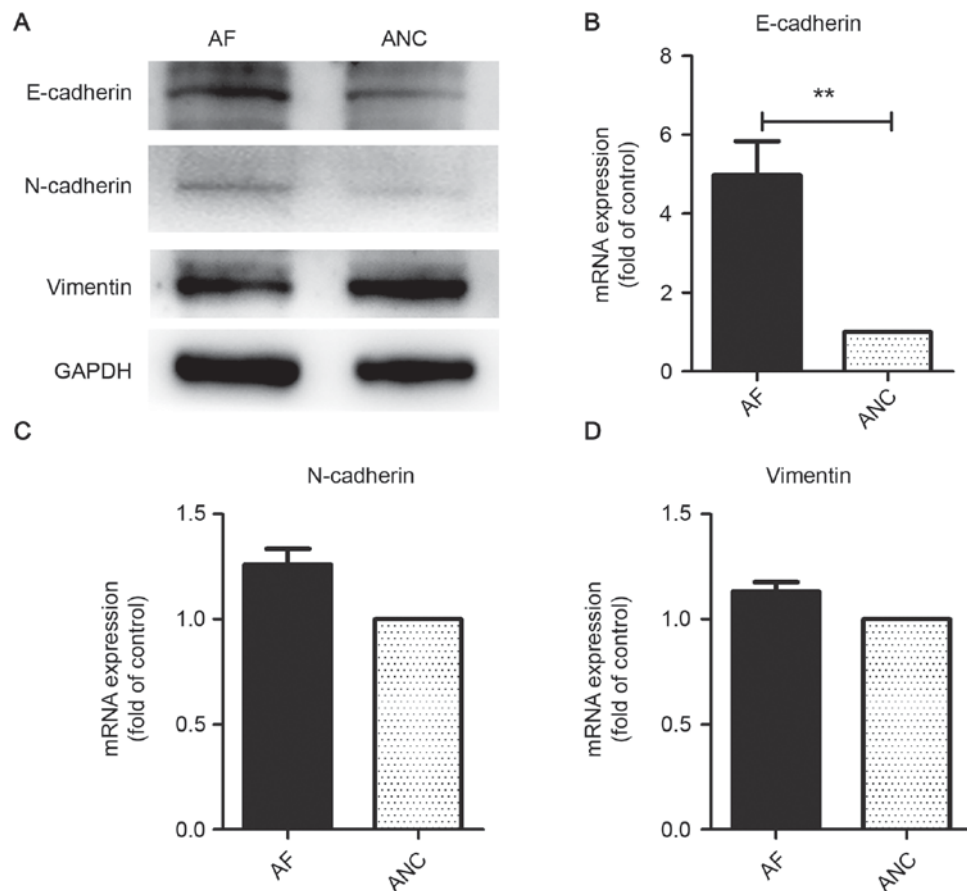 A
AF
ANC
E-cadherin
N-cadherin
Vimentin
GAPDH
B
E-cadherin
mRNA expression
(fold of control)
8
6
4
2
0
**
AF
ANC
C
N-cadherin
mRNA expression
(fold of control)
1.5
1.0
0.5
0.0
AF
ANC
D
Vimentin
mRNA expression
(fold of control)
1.5
1.0
0.5
0.0
AF
ANC